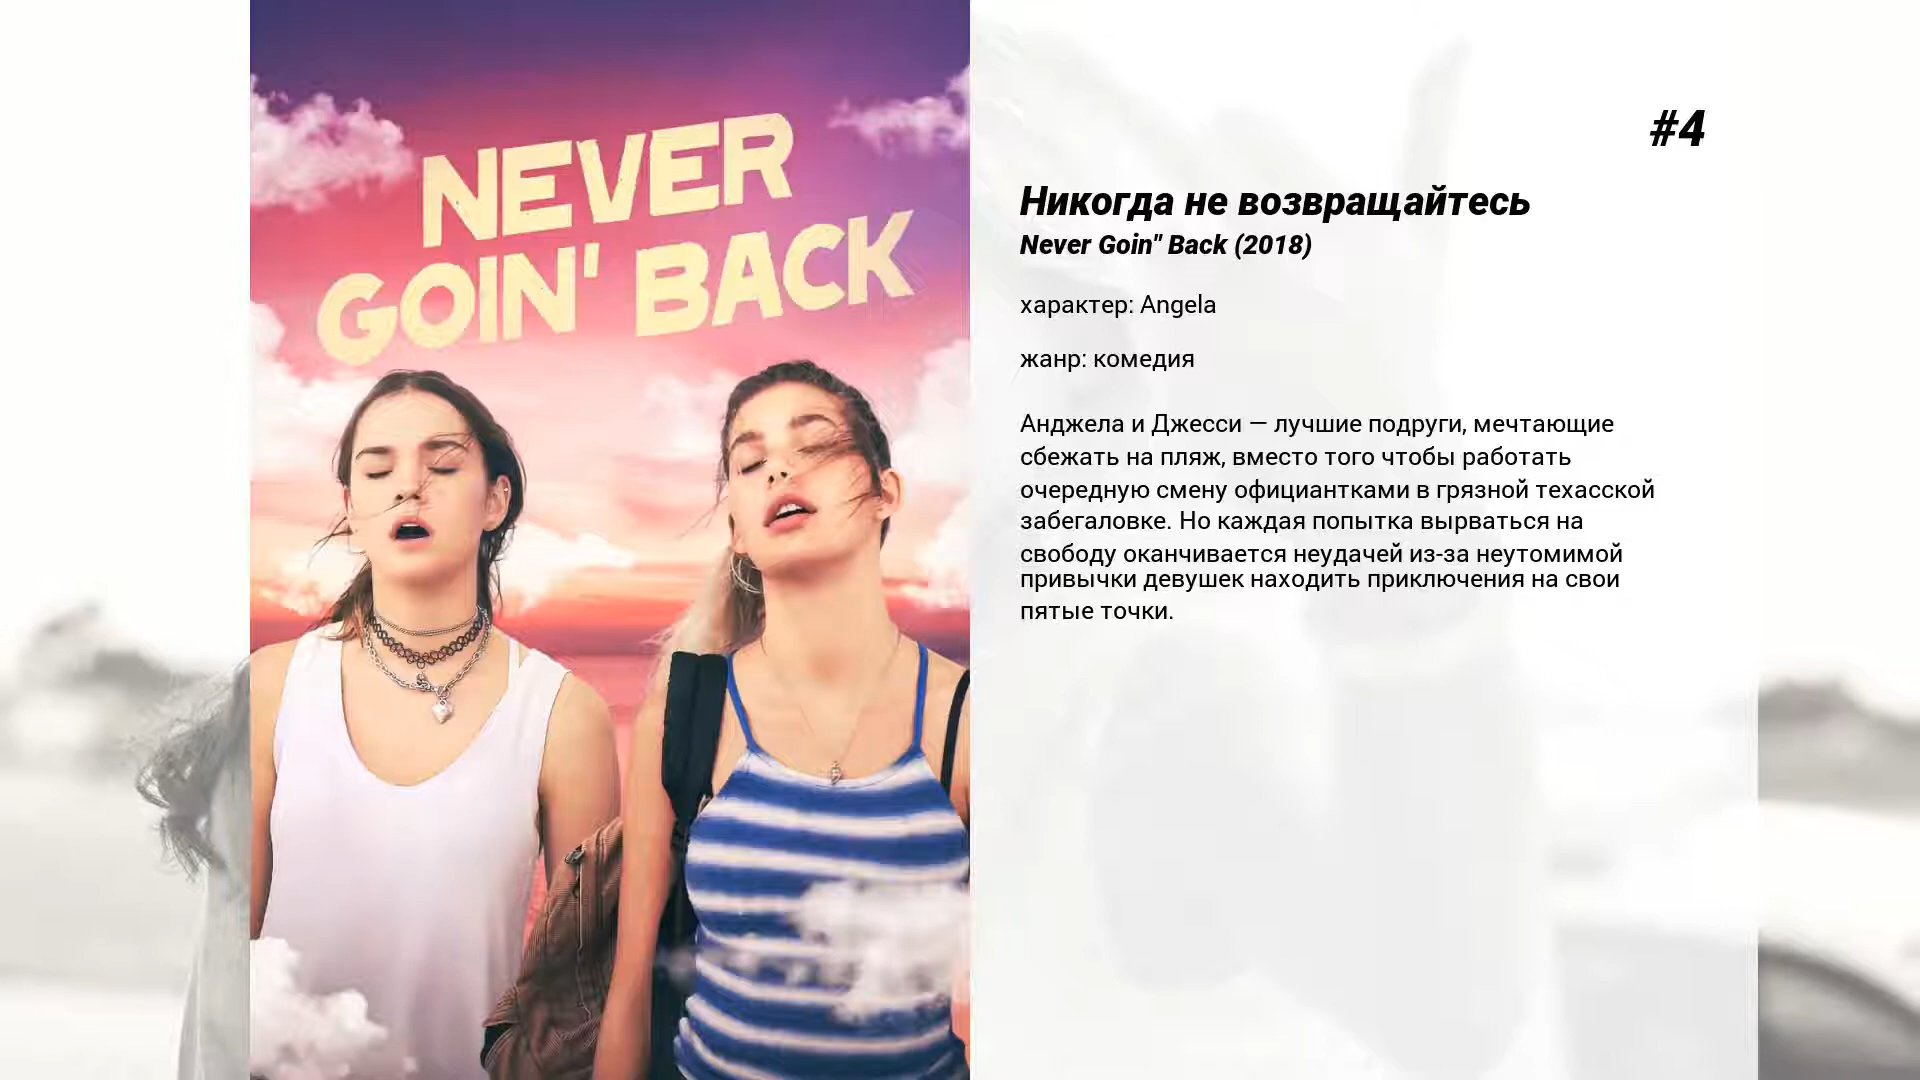 NEVER
GOIN' BACK
#4
Никогда не возвращайтесь
Never Goin" Back (2018)
характер: Angela
жанр: комедия
Анджела и Джесси — лучшие подруги, мечтающие
сбежать на пляж, вместо того чтобы работать
очередную смену официантками в грязной техасской
забегаловке. Но каждая попытка вырваться на
свободу оканчивается неудачей из-за неутомимой
привычки девушек находить приключения на свои
пятые точки.